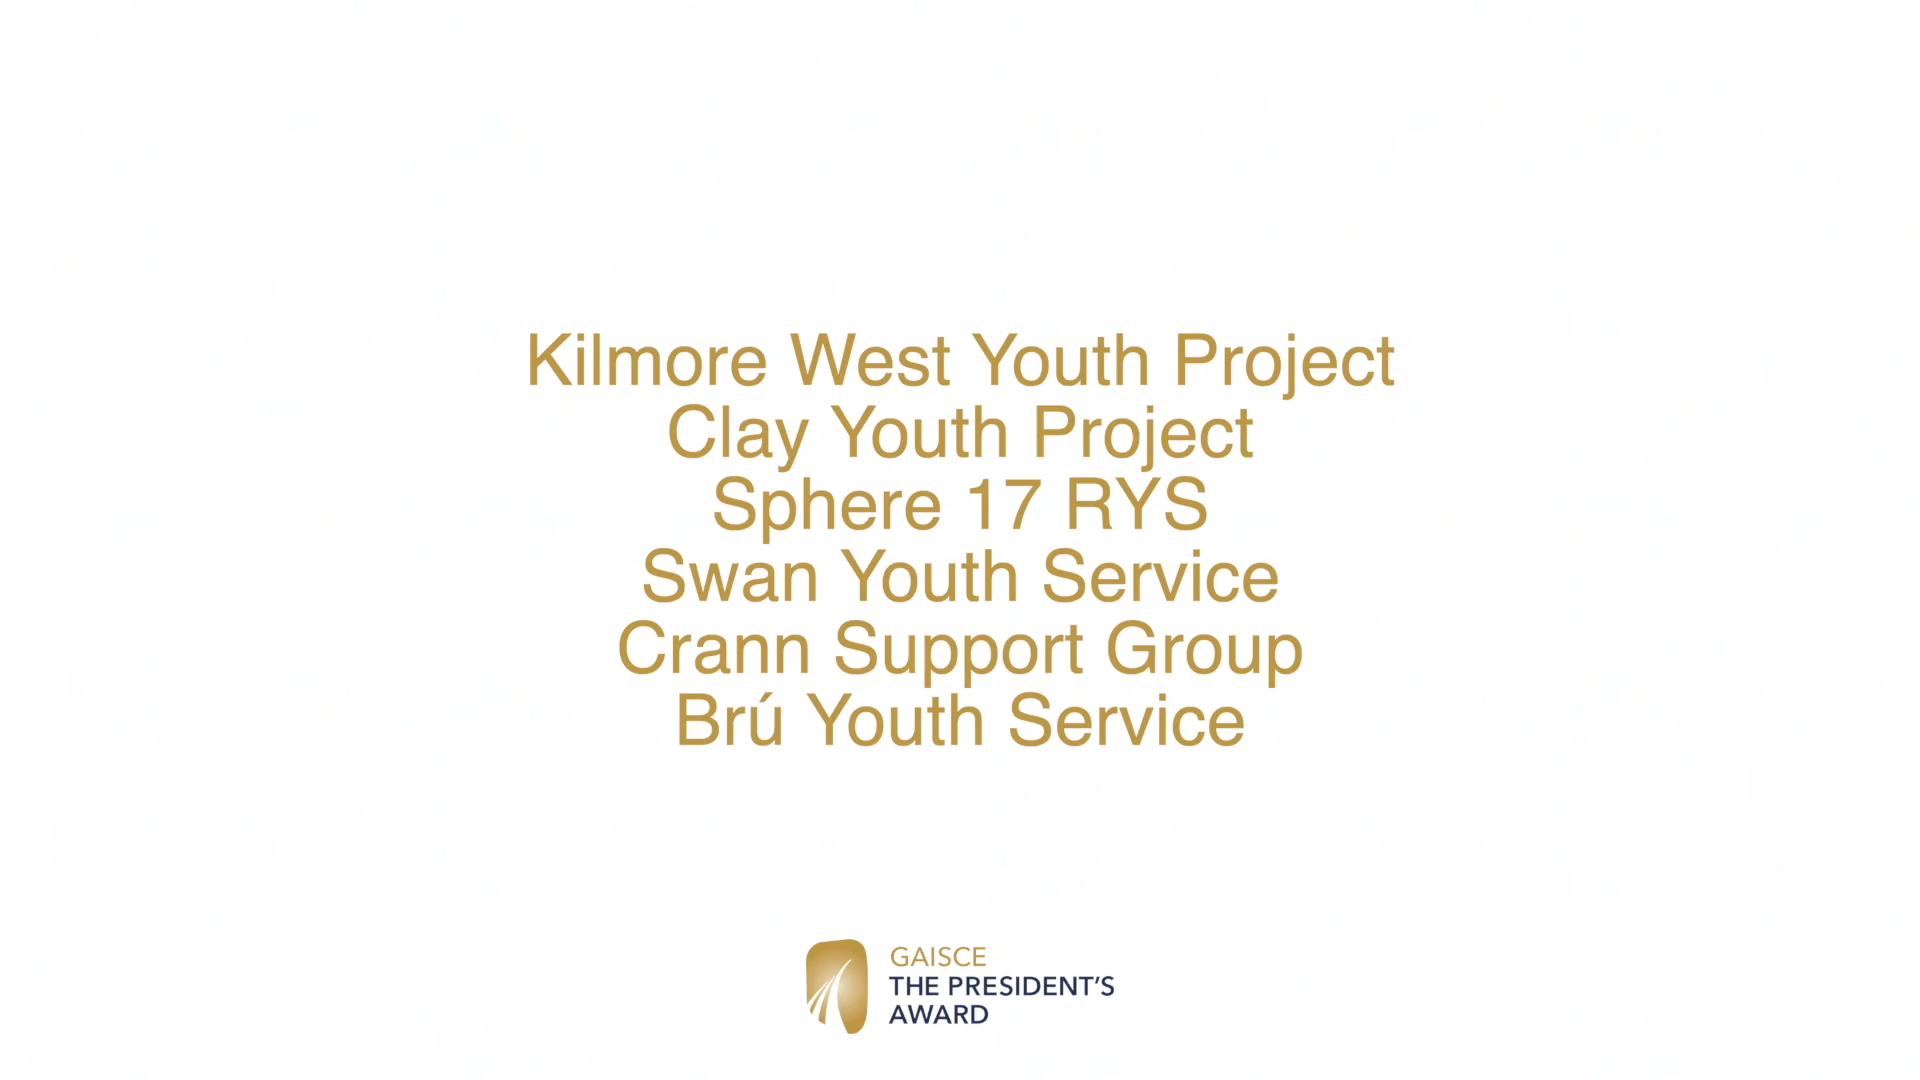 Kilmore West Youth Project
Clay Youth Project
Sphere 17 RYS
Swan Youth Service
Crann Support Group
Brú Youth Service
GAISCE
THE PRESIDENT'S
AWARD